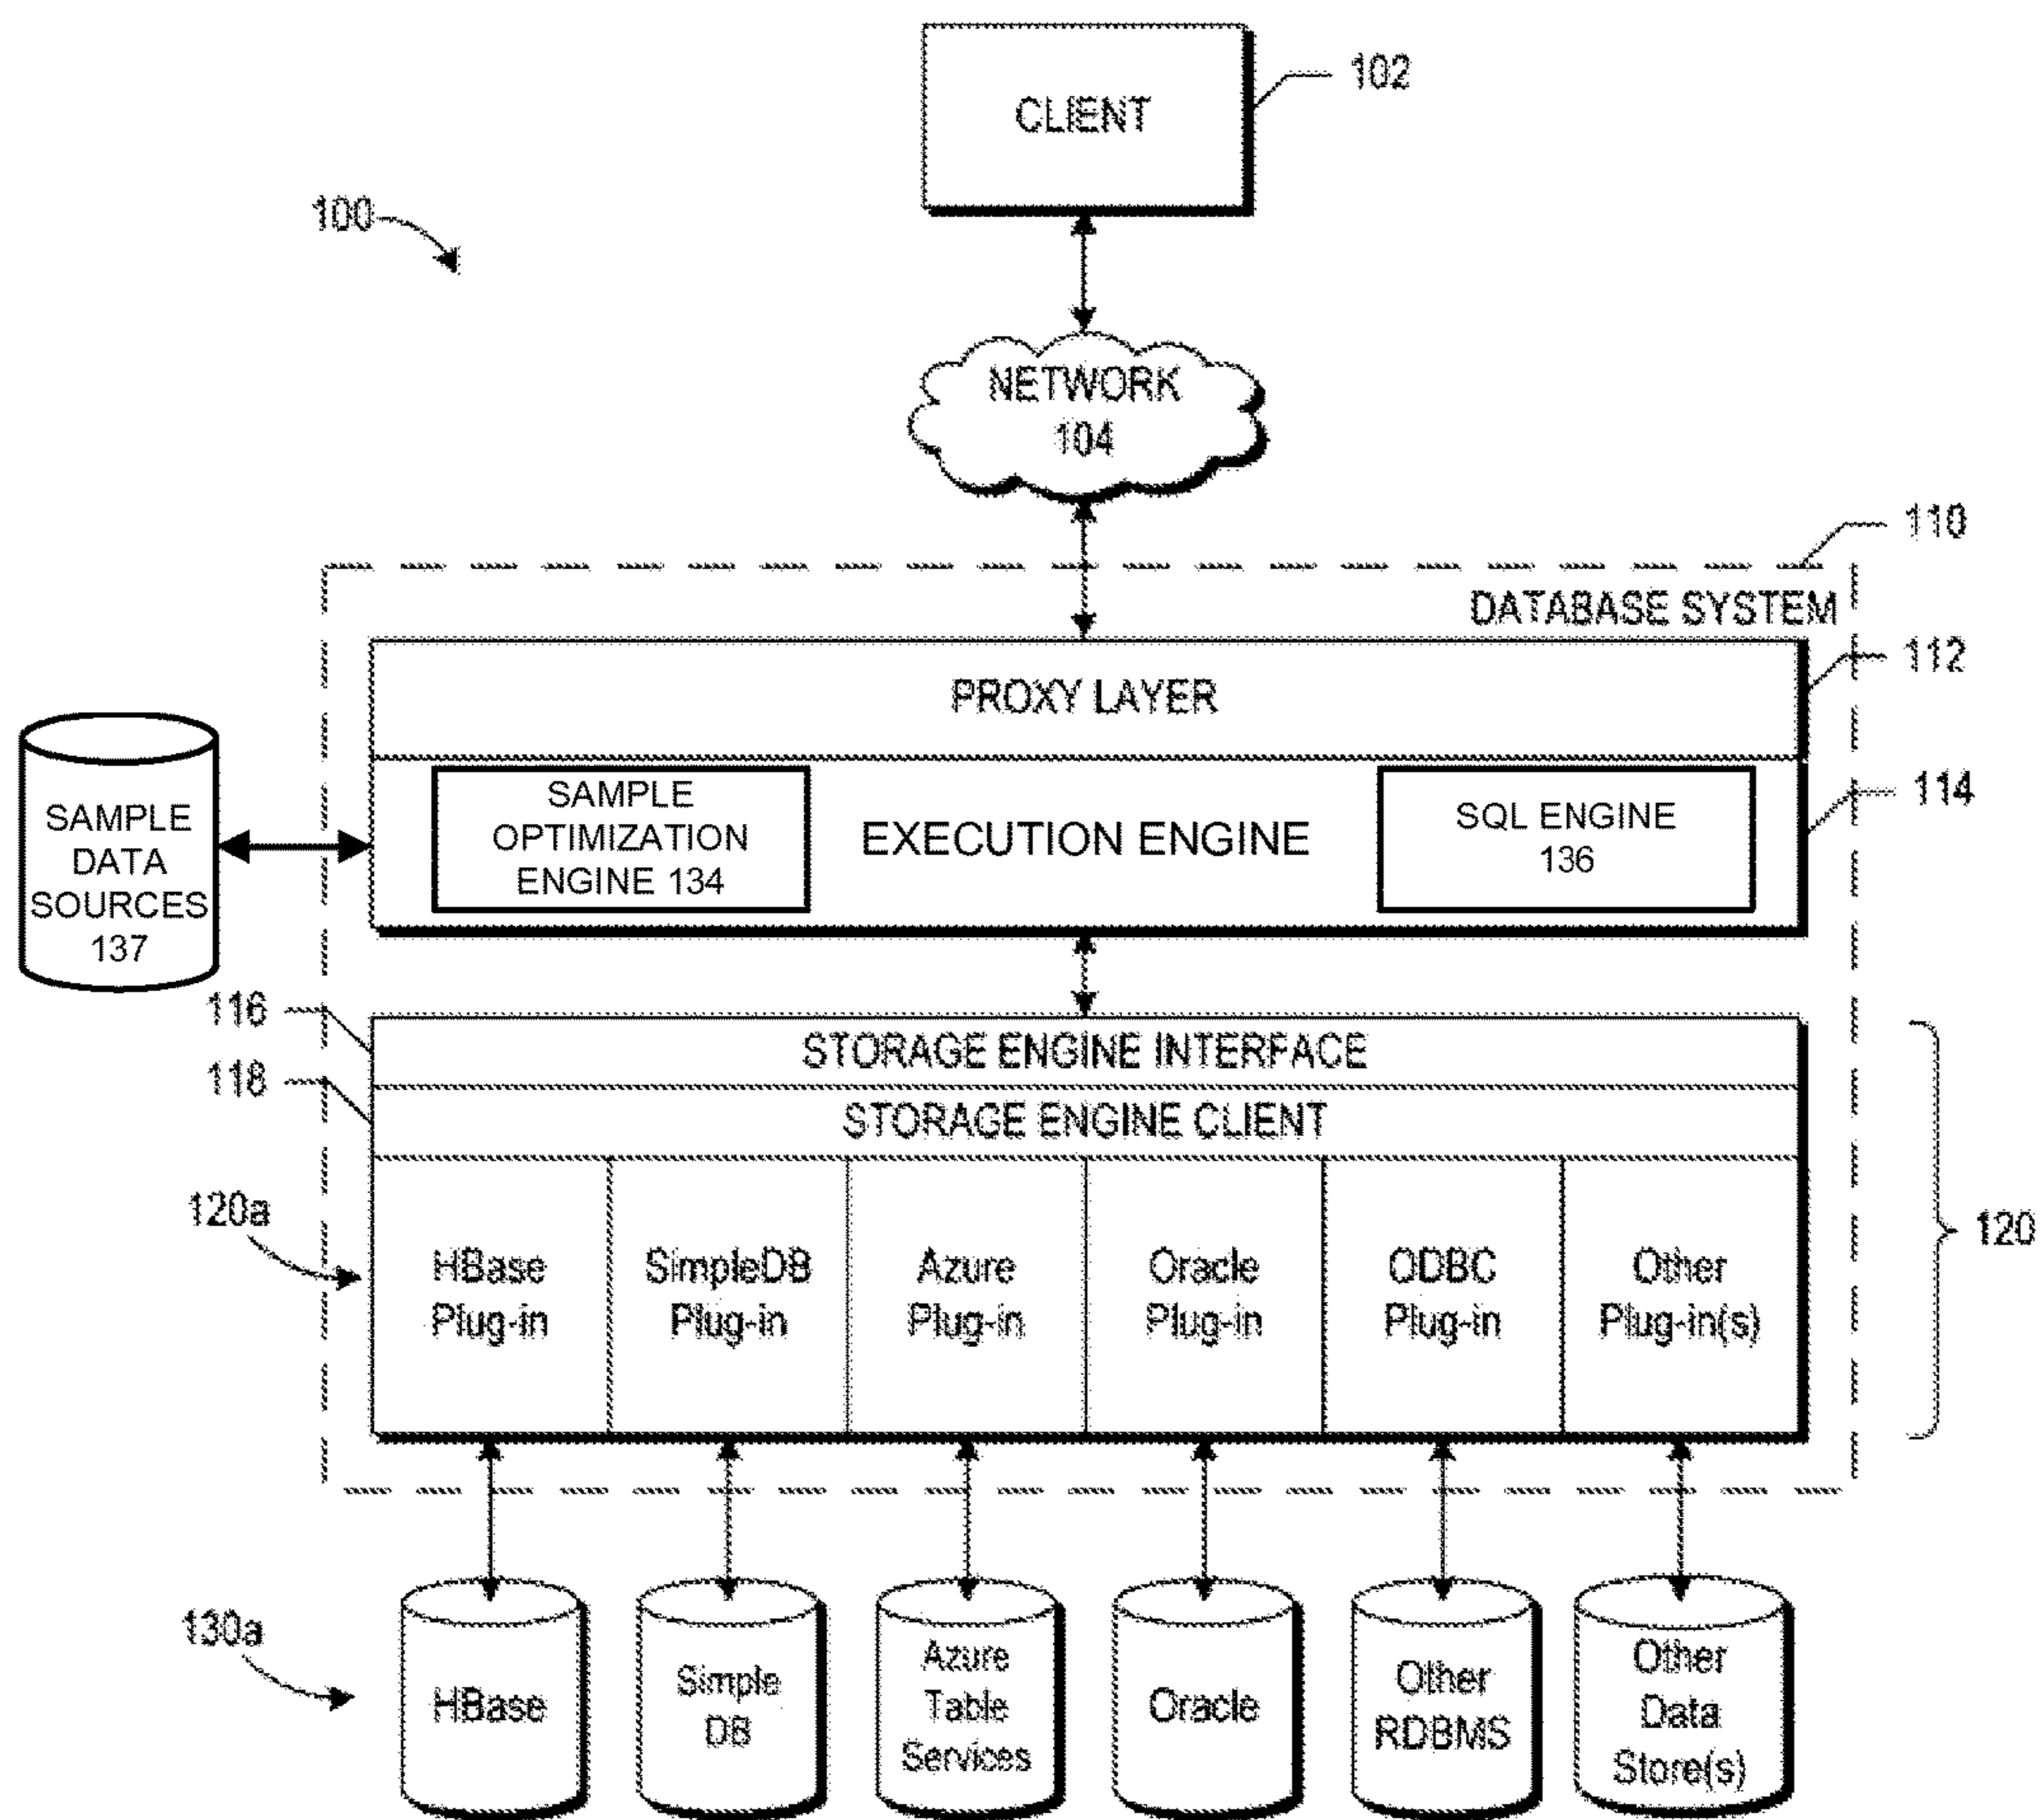 CLIENT
102
100
NETWORK
104
110
DATABASE SYSTEM
PROXY LAYER
112
SAMPLE
DATA
SOURCES
137
SAMPLE
OPTIMIZATION
ENGINE 134
EXECUTION ENGINE
SQL ENGINE
136
114
116
STORAGE ENGINE INTERFACE
118
STORAGE ENGINE CLIENT
120a
HBase
Plug-in
SimpleDB
Plug-in
Azure
Plug-in
Oracle
Plug-in
ODBC
Plug-in
Other
Plug-in(s)
120
130a
HBase
Simple
DB
Azure
Table
Services
Oracle
Other
RDBMS
Other
Data
Store(s)